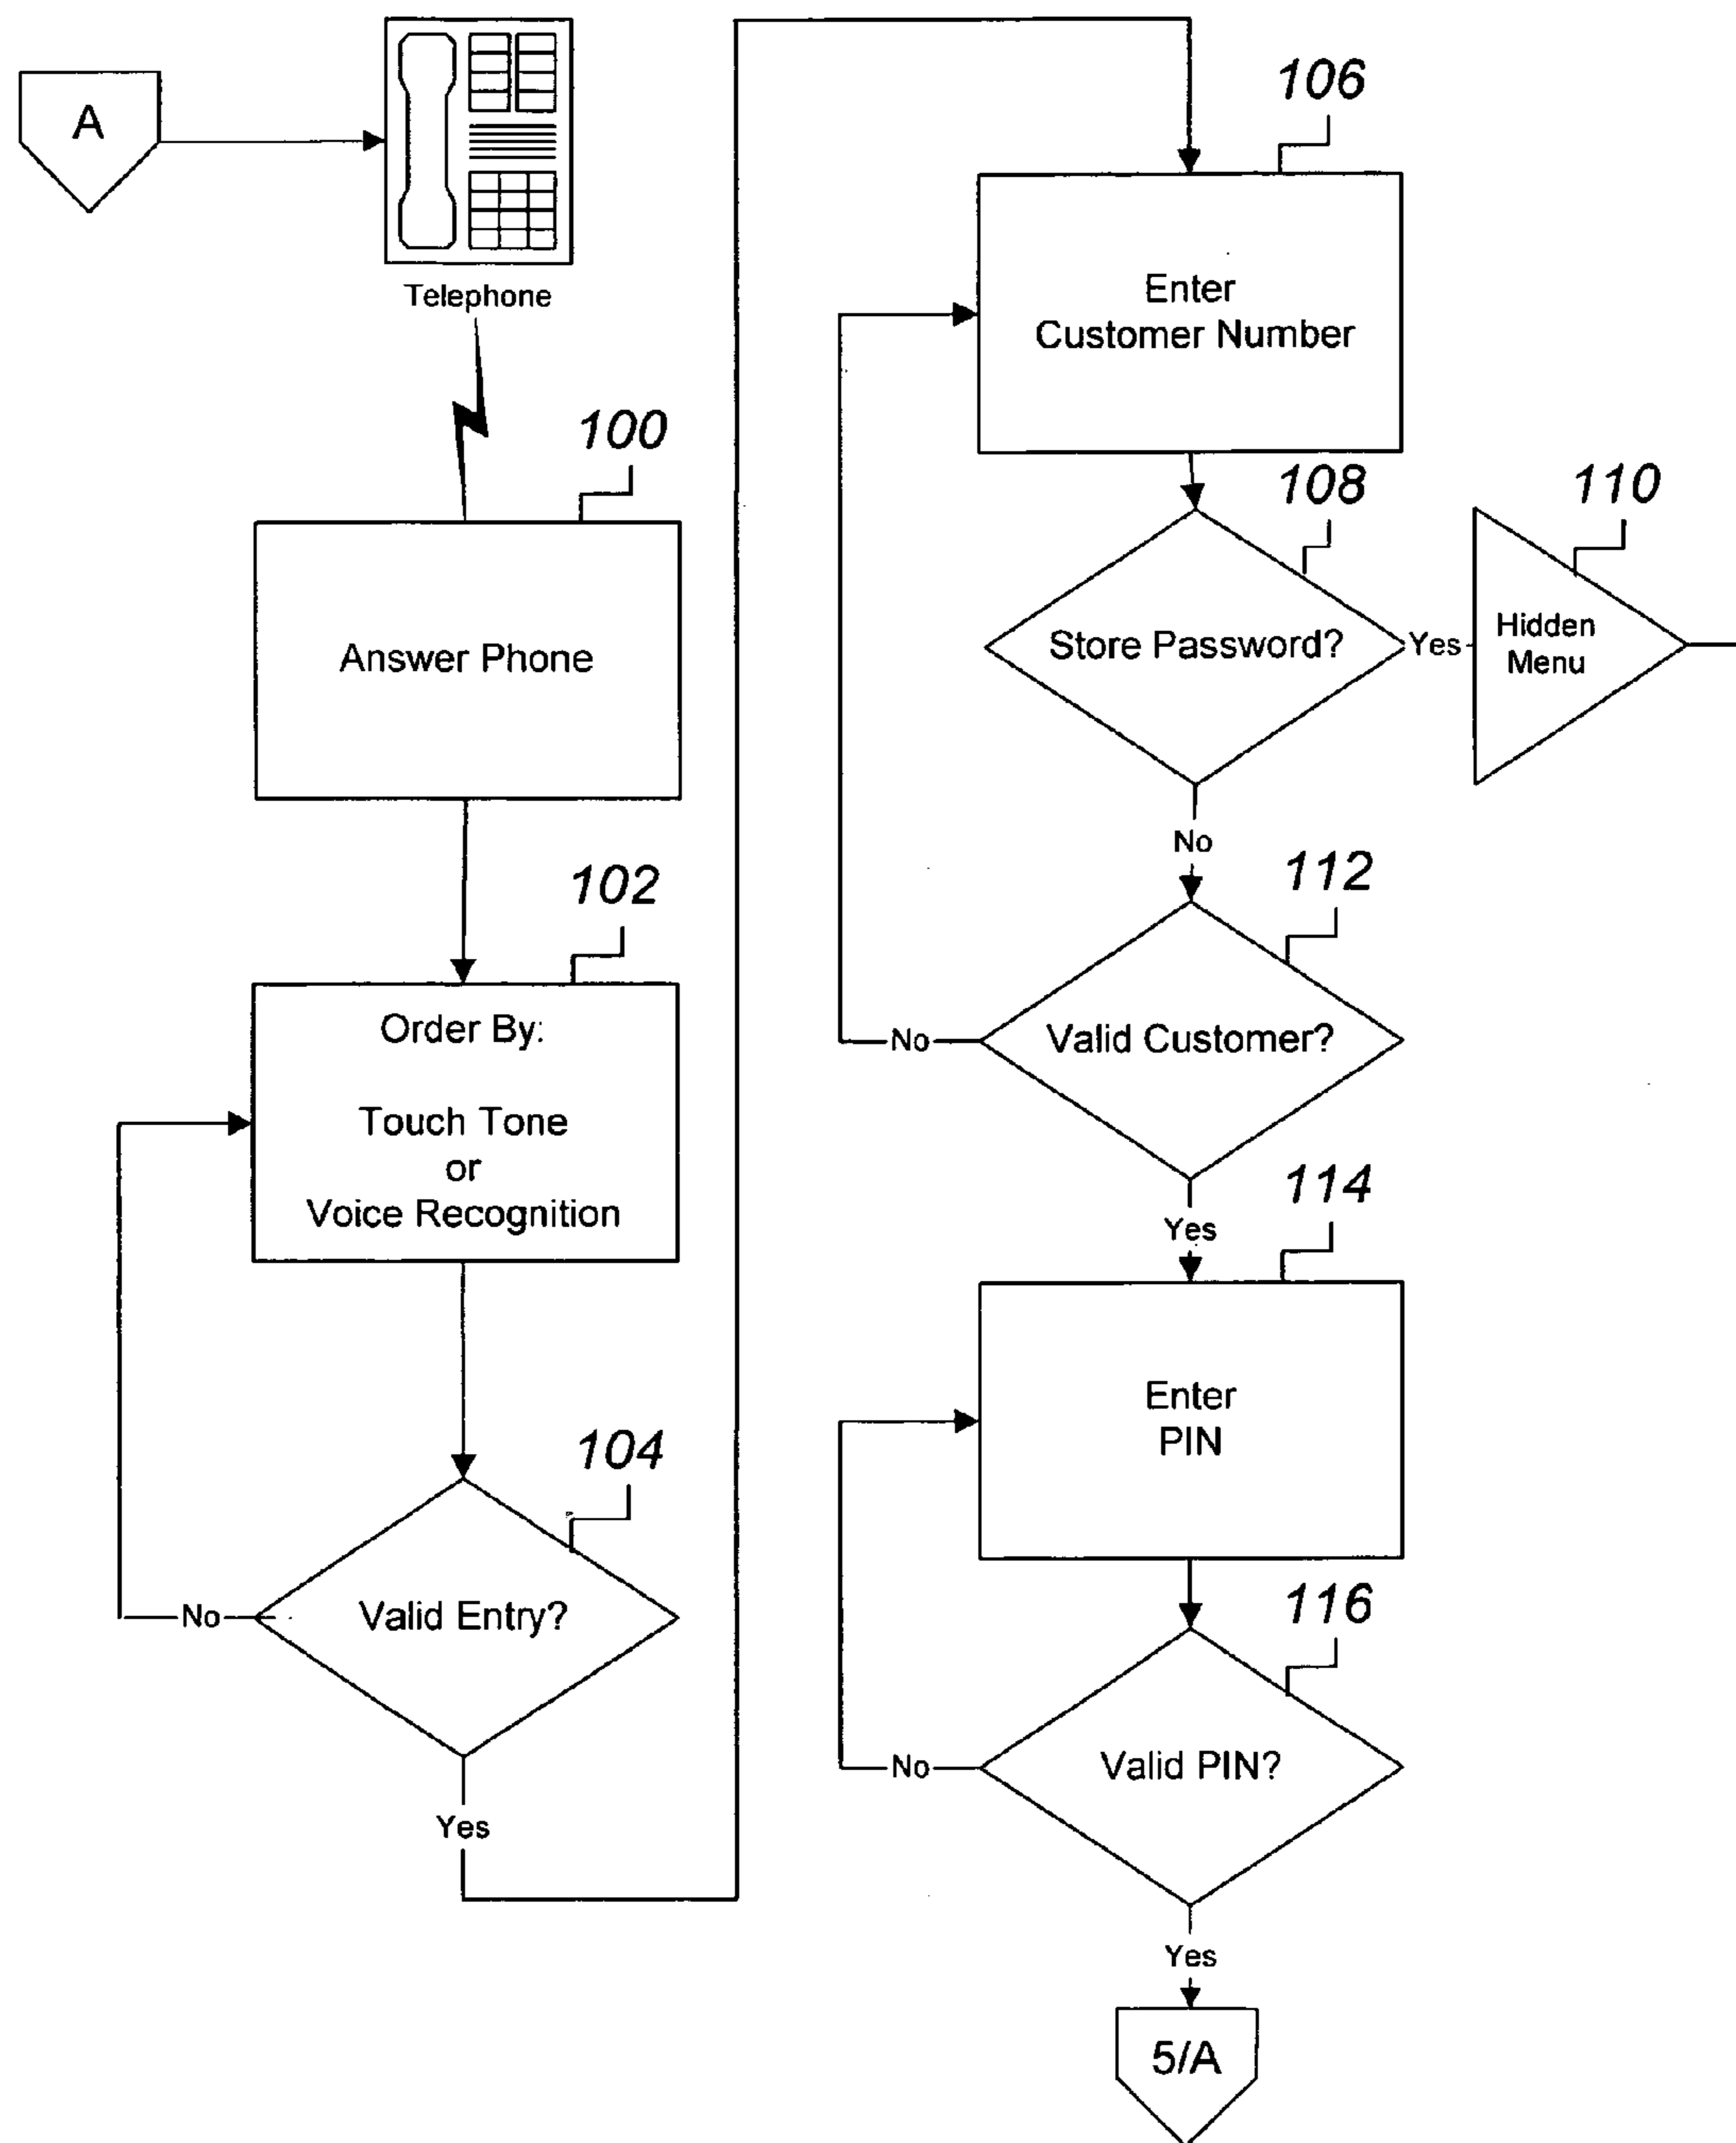 A
Telephone
100
Answer Phone
102
Order By:
Touch Tone
or
Voice Recognition
104
Valid Entry?
No
Yes
106
Enter
Customer Number
108
Store Password?
Yes
110
Hidden
Menu
No
112
Valid Customer?
No
Yes
114
Enter
PIN
116
Valid PIN?
No
Yes
5/A